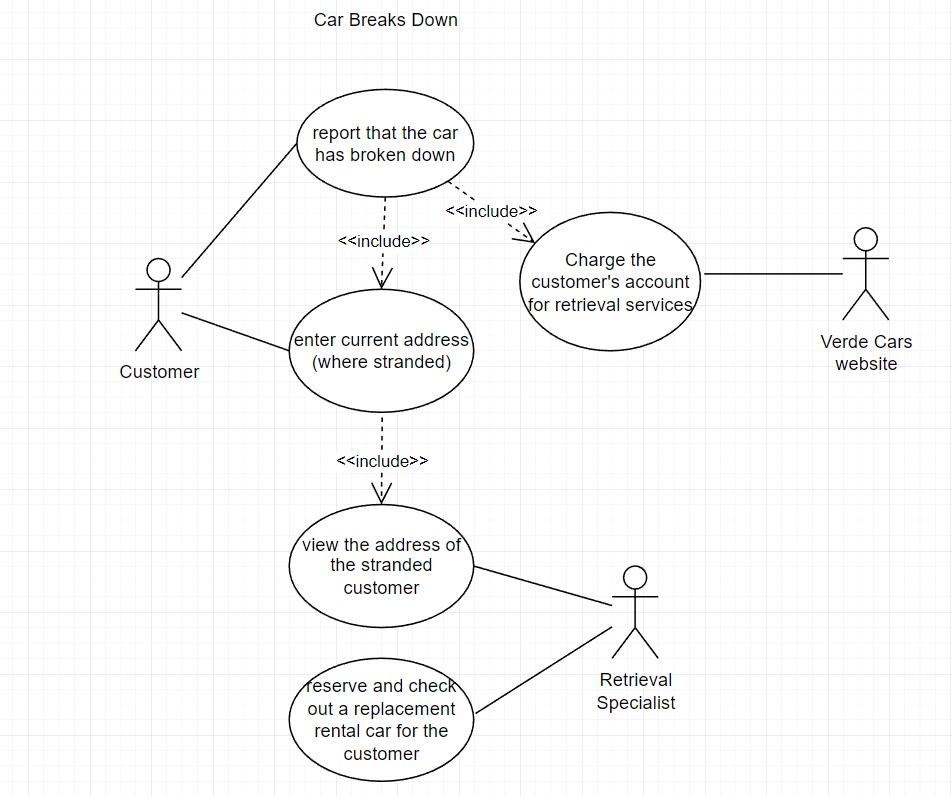 Car Breaks Down
report that the car
has broken down
<<include>>
<<include>>
Charge the
customer's account
for retrieval services
Verde Cars
website
Customer
enter current address
(where stranded)
<<include>>
view the address of
the stranded
customer
Retrieval
Specialist
reserve and check
out a replacement
rental car for the
customer